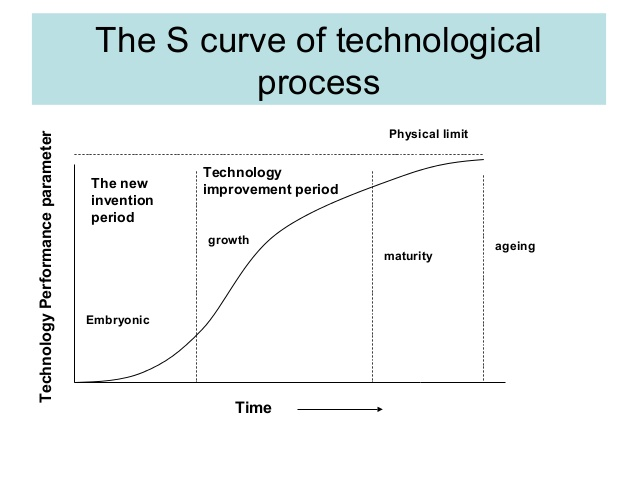 The S curve of technological
process
Physical limit
Technology Performance parameter
The new
invention
period
Technology
improvement period
growth
maturity
ageing
Embryonic
Time